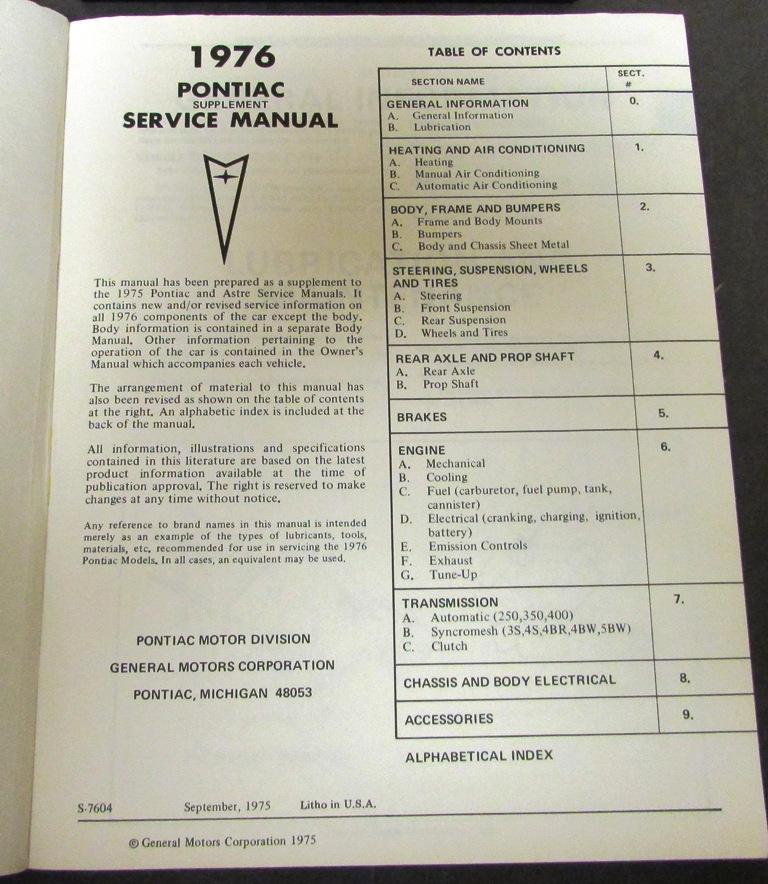 1976
PONTIAC
SUPPLEMENT
SERVICE MANUAL
This manual has been prepared as a supplement to
the 1975 Pontiac and Astre Service Manuals. It
contains new and/or revised service information on
all 1976 components of the car except the body.
Body information is contained in a separate Body
Manual. Other information pertaining to the
operation of the car is contained in the Owner's
Manual which accompanies each vehicle.
The arrangement of material to this manual has
also been revised as shown on the table of contents
at the right. An alphabetic index is included at the
back of the manual.
All information, illustrations and specifications
contained in this literature are based on the latest
product information available at the time of
publication approval. The right is reserved to make
changes at any time without notice.
Any reference to brand names in this manual is intended
merely as an example of the types of lubricants, tools,
materials, etc. recommended for use in servicing the 1976
Pontiac Models. In all cases, an equivalent may be used.
PONTIAC MOTOR DIVISION
GENERAL MOTORS CORPORATION
PONTIAC, MICHIGAN 48053
TABLE OF CONTENTS
SECTION NAME SECT. #
GENERAL INFORMATION 0.
A. General Information
B. Lubrication
HEATING AND AIR CONDITIONING 1.
A. Heating
B. Manual Air Conditioning
C. Automatic Air Conditioning
BODY, FRAME AND BUMPERS 2.
A. Frame and Body Mounts
B. Bumpers
C. Body and Chassis Sheet Metal
STEERING, SUSPENSION, WHEELS 3.
AND TIRES
A. Steering
B. Front Suspension
C. Rear Suspension
D. Wheels and Tires
REAR AXLE AND PROP SHAFT 4.
A. Rear Axle
B. Prop Shaft
BRAKES 5.
ENGINE 6.
A. Mechanical
B. Cooling
C. Fuel (carburetor, fuel pump, tank,
cannister)
D. Electrical (cranking, charging, ignition,
battery)
E. Emission Controls
F. Exhaust
G. Tune-Up
TRANSMISSION 7.
A. Automatic (250,350,400)
B. Syncromesh (3S,4S,4BR,4BW,5BW)
C. Clutch
CHASSIS AND BODY ELECTRICAL 8.
ACCESSORIES 9.
ALPHABETICAL INDEX
S-7604 September, 1975 Litho in U.S.A.
© General Motors Corporation 1975